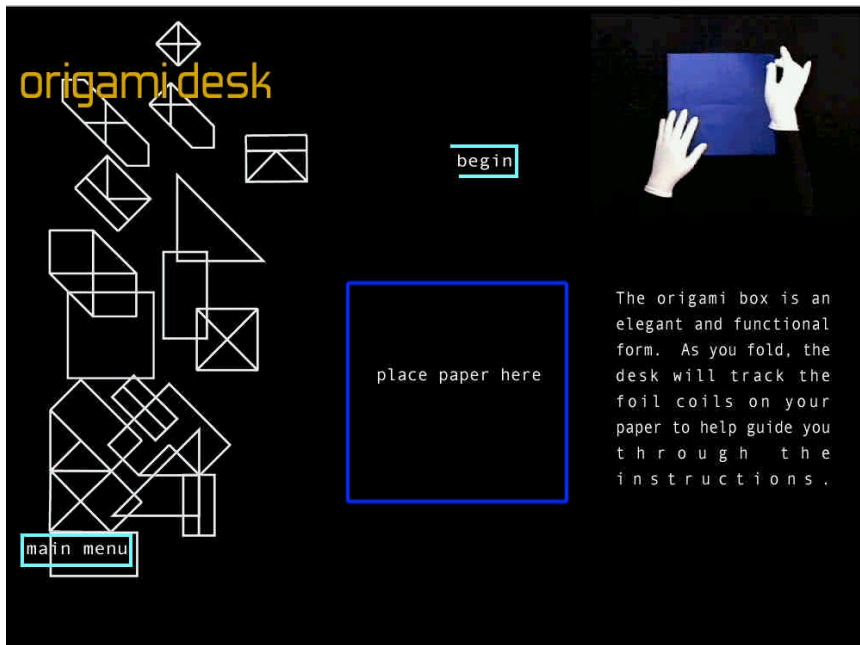 origami desk
begin
place paper here
The origami box is an
elegant and functional
form. As you fold, the
desk will track the
foil coils on your
paper to help guide you
through the
instructions.
main menu